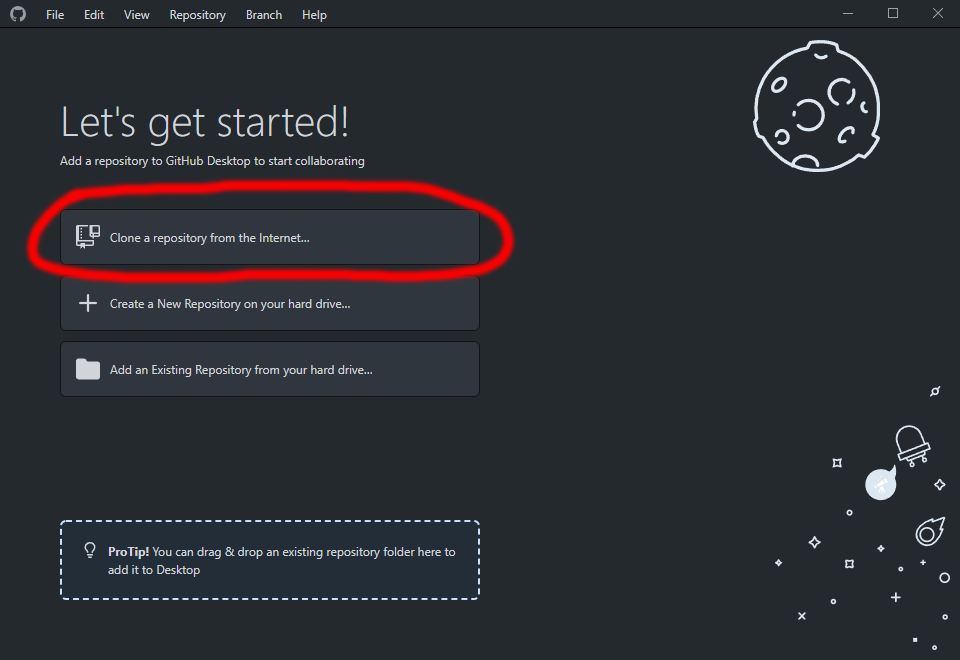 File Edit View Repository Branch Help
Let's get started!
Add a repository to GitHub Desktop to start collaborating
Clone a repository from the Internet...
Create a New Repository on your hard drive...
Add an Existing Repository from your hard drive...
ProTip! You can drag & drop an existing repository folder here to
add it to Desktop